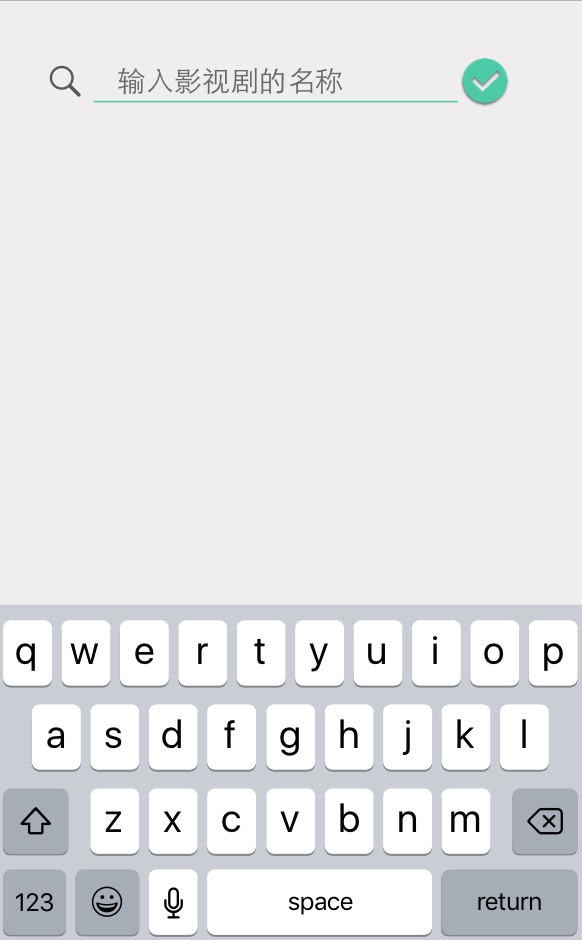 输入影视剧的名称
q w e r t y u i o p
a s d f g h j k l
z x c v b n m
123 space return